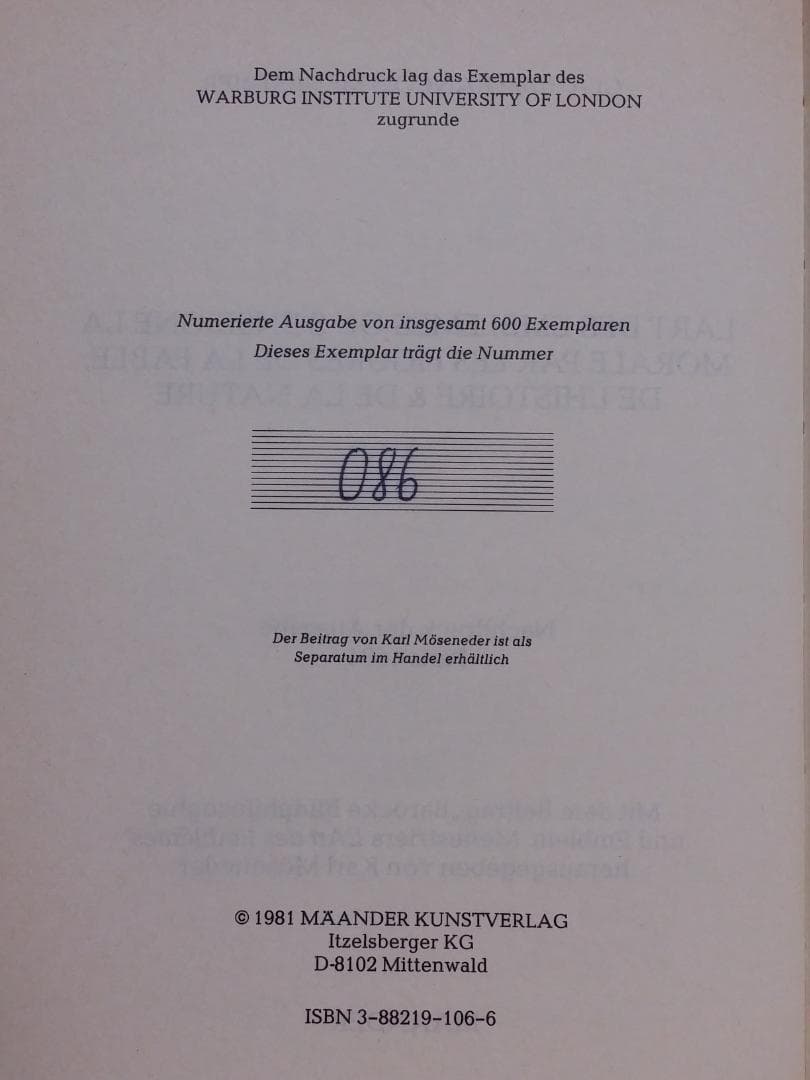 Dem Nachdruck lag das Exemplar des
WARBURG INSTITUTE UNIVERSITY OF LONDON
zugrunde
Numerierte Ausgabe von insgesamt 600 Exemplaren
Dieses Exemplar trägt die Nummer
086
Der Beitrag von Karl Möseneder ist als
Separatum im Handel erhältlich
© 1981 MÄANDER KUNSTVERLAG
Itzelsberger KG
D-8102 Mittenwald
ISBN 3-88219-106-6